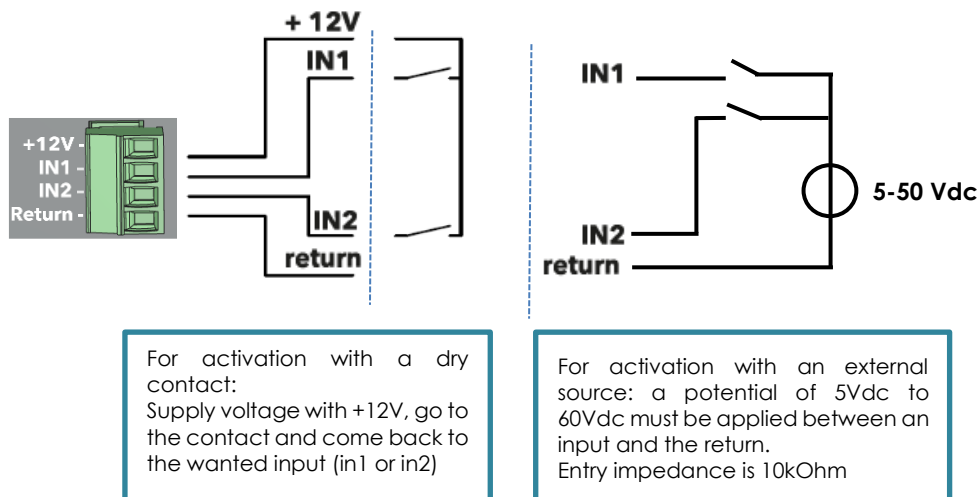 + 12V
IN1
+12V-
IN1 -
IN2 -
Return -
IN2
return
IN1
5-50 Vdc
IN2
return
For activation with a dry
contact:
Supply voltage with +12V, go to
the contact and come back to
the wanted input (in1 or in2)
For activation with an external
source: a potential of 5Vdc to
60Vdc must be applied between an
input and the return.
Entry impedance is 10kOhm